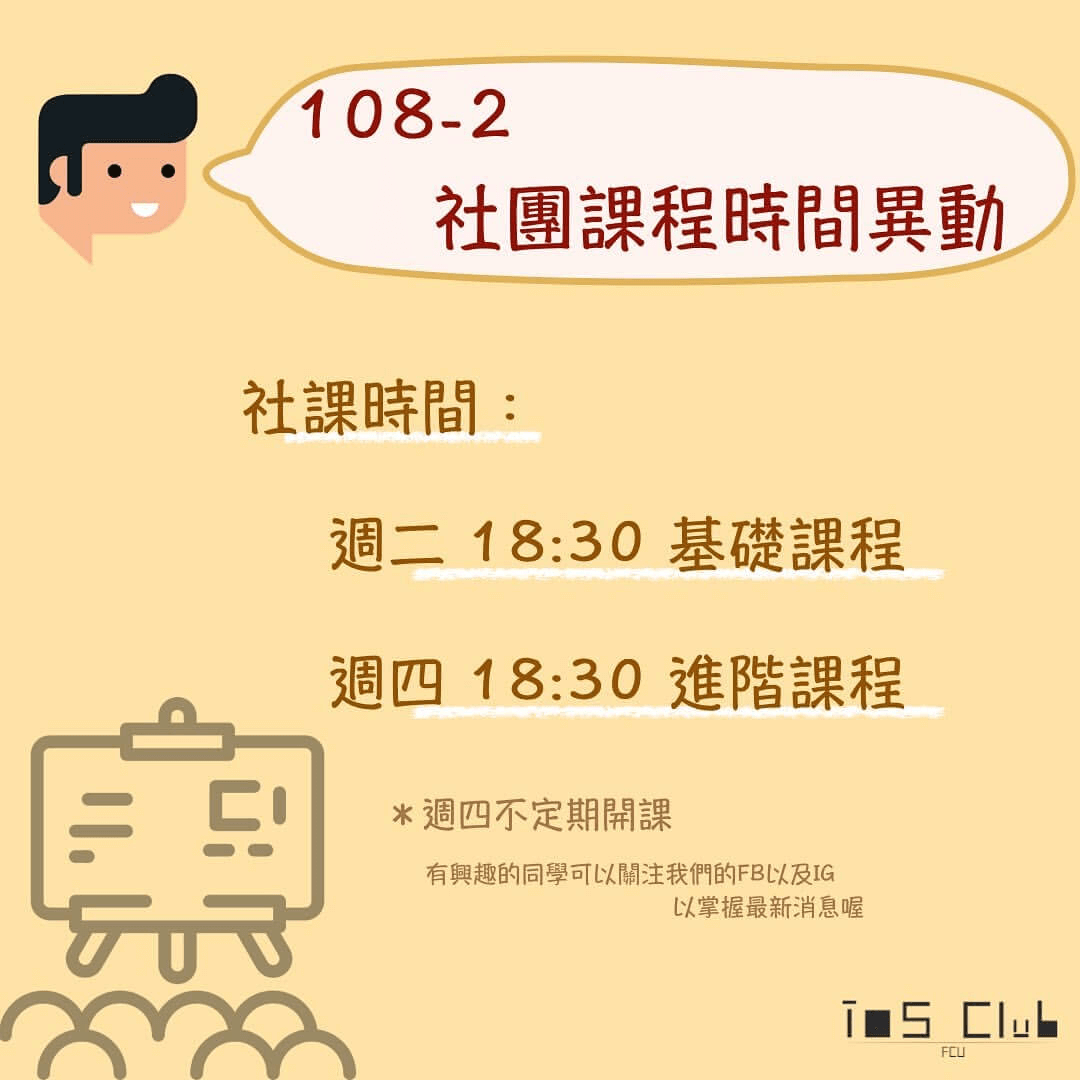 108-2
社團課程時間異動
社課時間：
週二 18:30 基礎課程
週四 18:30 進階課程
＊週四不定期開課
有興趣的同學可以關注我們的FB以及IG
以掌握最新消息喔
ioS Club
FCU